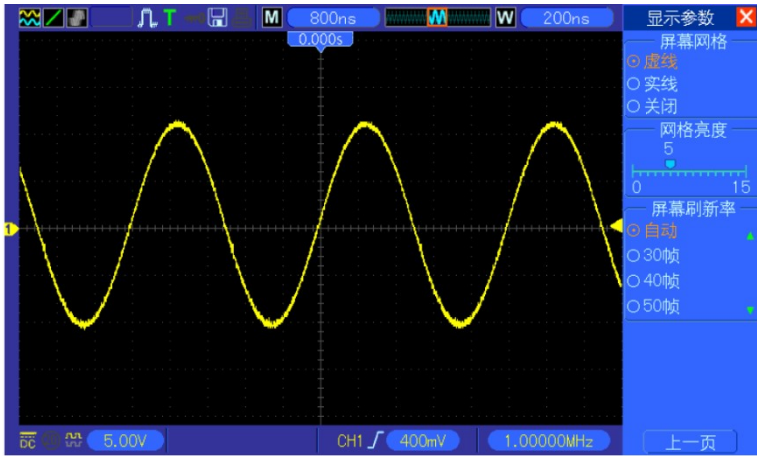 T M 800ns W 200ns 显示参数
0.000s
屏幕网格
虚线
实线
关闭
网格亮度
5
0 15
屏幕刷新率
自动
30帧
40帧
50帧
1
DC 5.00V CH1 400mV 1.00000MHz 上一页